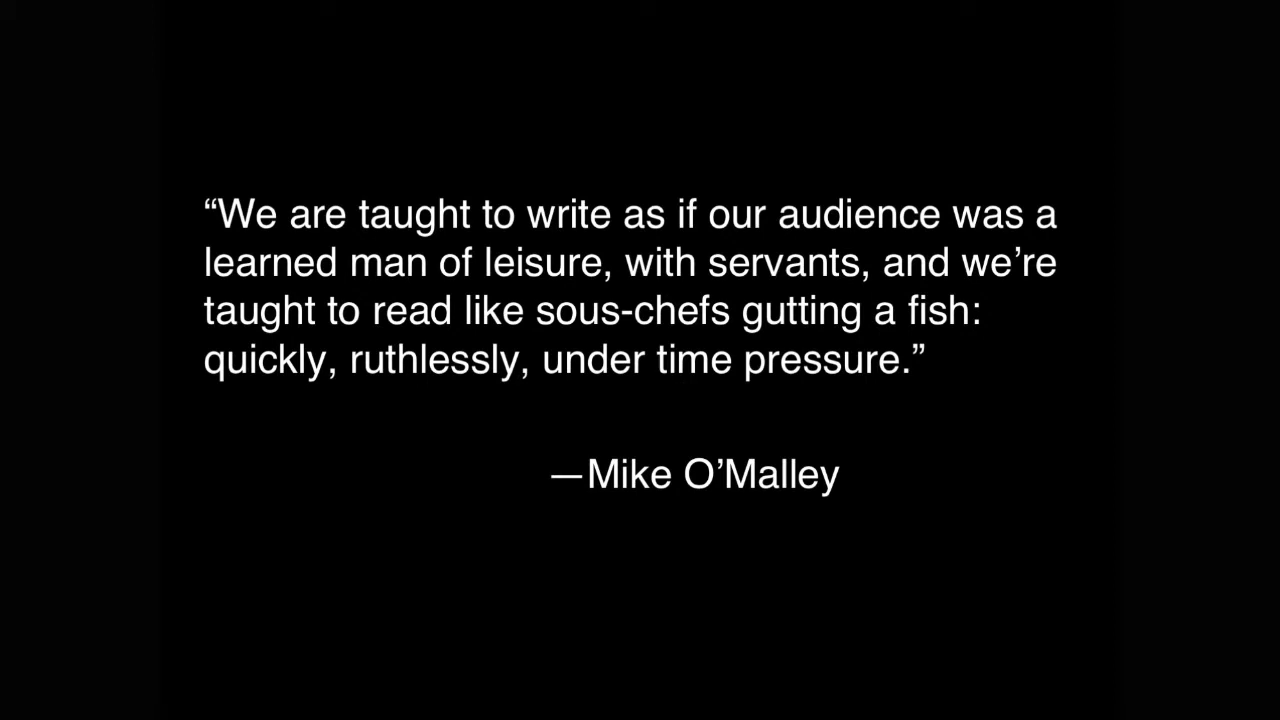 “We are taught to write as if our audience was a
learned man of leisure, with servants, and we’re
taught to read like sous-chefs gutting a fish:
quickly, ruthlessly, under time pressure.”
—Mike O’Malley